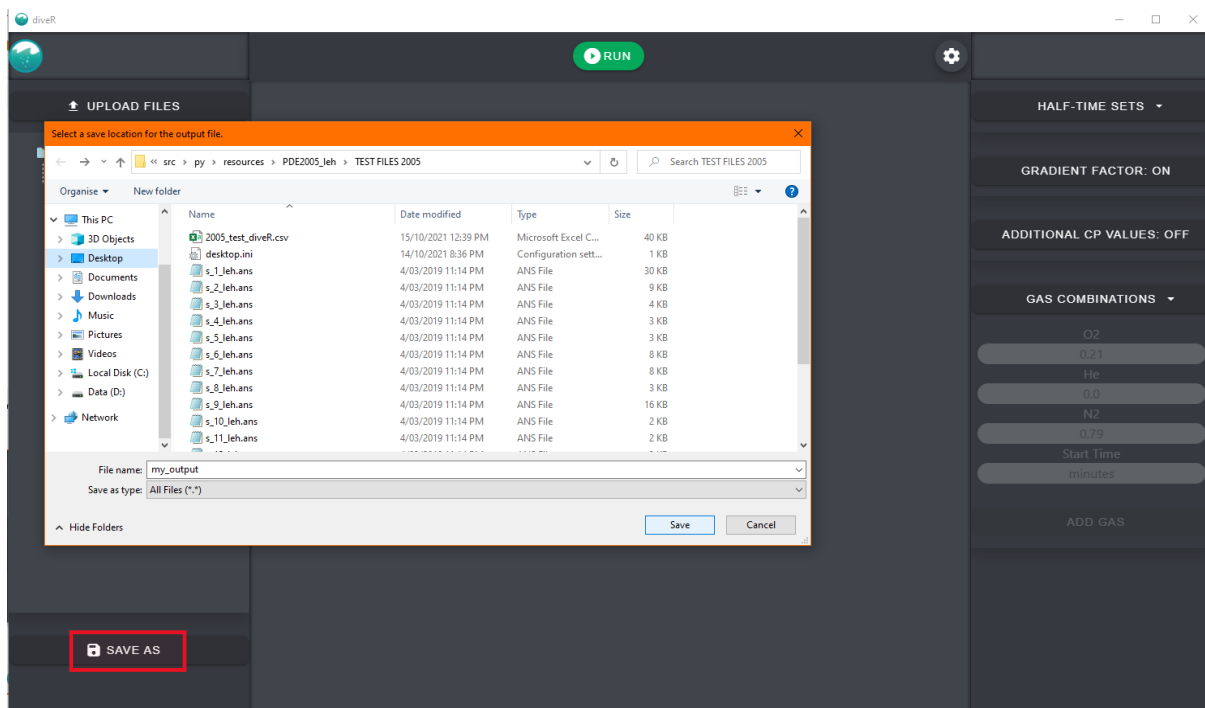 diveR
RUN
UPLOAD FILES
HALF-TIME SETS
GRADIENT FACTOR: ON
ADDITIONAL CP VALUES: OFF
GAS COMBINATIONS
O2
0.21
He
0.0
N2
0.79
Start Time
minutes
ADD GAS
Select a save location for the output file.
« src › py › resources › PDE2005_leh › TEST FILES 2005
Search TEST FILES 2005
Organise New folder
This PC
3D Objects
Desktop
Documents
Downloads
Music
Pictures
Videos
Local Disk (C:)
Data (D:)
Network
Name Date modified Type Size
2005_test_diveR.csv 15/10/2021 12:39 PM Microsoft Excel C... 40 KB
desktop.ini 14/10/2021 8:36 PM Configuration sett... 1 KB
s_1_leh.ans 4/03/2019 11:14 PM ANS File 30 KB
s_2_leh.ans 4/03/2019 11:14 PM ANS File 9 KB
s_3_leh.ans 4/03/2019 11:14 PM ANS File 4 KB
s_4_leh.ans 4/03/2019 11:14 PM ANS File 3 KB
s_5_leh.ans 4/03/2019 11:14 PM ANS File 3 KB
s_6_leh.ans 4/03/2019 11:14 PM ANS File 8 KB
s_7_leh.ans 4/03/2019 11:14 PM ANS File 8 KB
s_8_leh.ans 4/03/2019 11:14 PM ANS File 3 KB
s_9_leh.ans 4/03/2019 11:14 PM ANS File 16 KB
s_10_leh.ans 4/03/2019 11:14 PM ANS File 2 KB
s_11_leh.ans 4/03/2019 11:14 PM ANS File 2 KB
File name: my_output
Save as type: All Files (*.*)
Hide Folders
Save
Cancel
SAVE AS